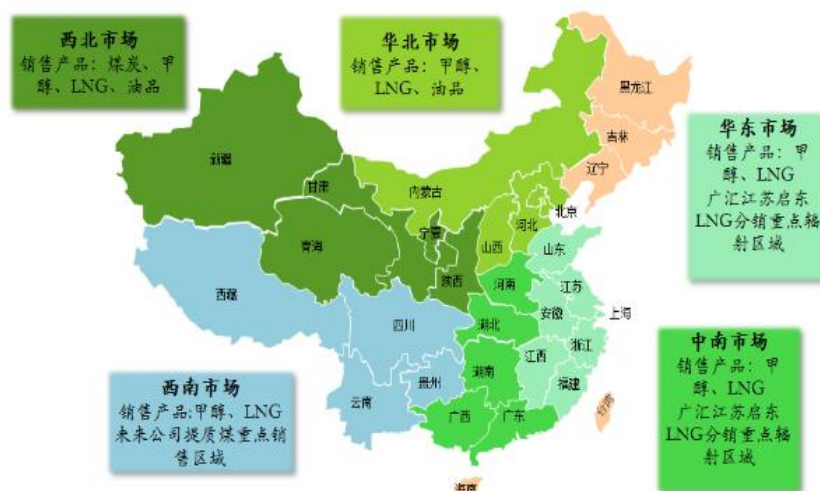 西北市场
销售产品：煤炭、甲
醇、LNG、油品
华北市场
销售产品：甲醇、
LNG、油品
华东市场
销售产品：甲
醇、LNG
广汇江苏启东
LNG分销重点辐
射区域
中南市场
销售产品：甲
醇、LNG
广汇江苏启东
LNG分销重点辐
射区域
西南市场
销售产品:甲醇、LNG
未来公司提质煤重点销
售区域
黑龙江
吉林
辽宁
新疆
甘肃
内蒙古
北京
河北
宁夏
山西
山东
青海
陕西
河南
江苏
西藏
安徽
上海
四川
湖北
浙江
江西
湖南
贵州
福建
云南
广西
广东
台湾
海南